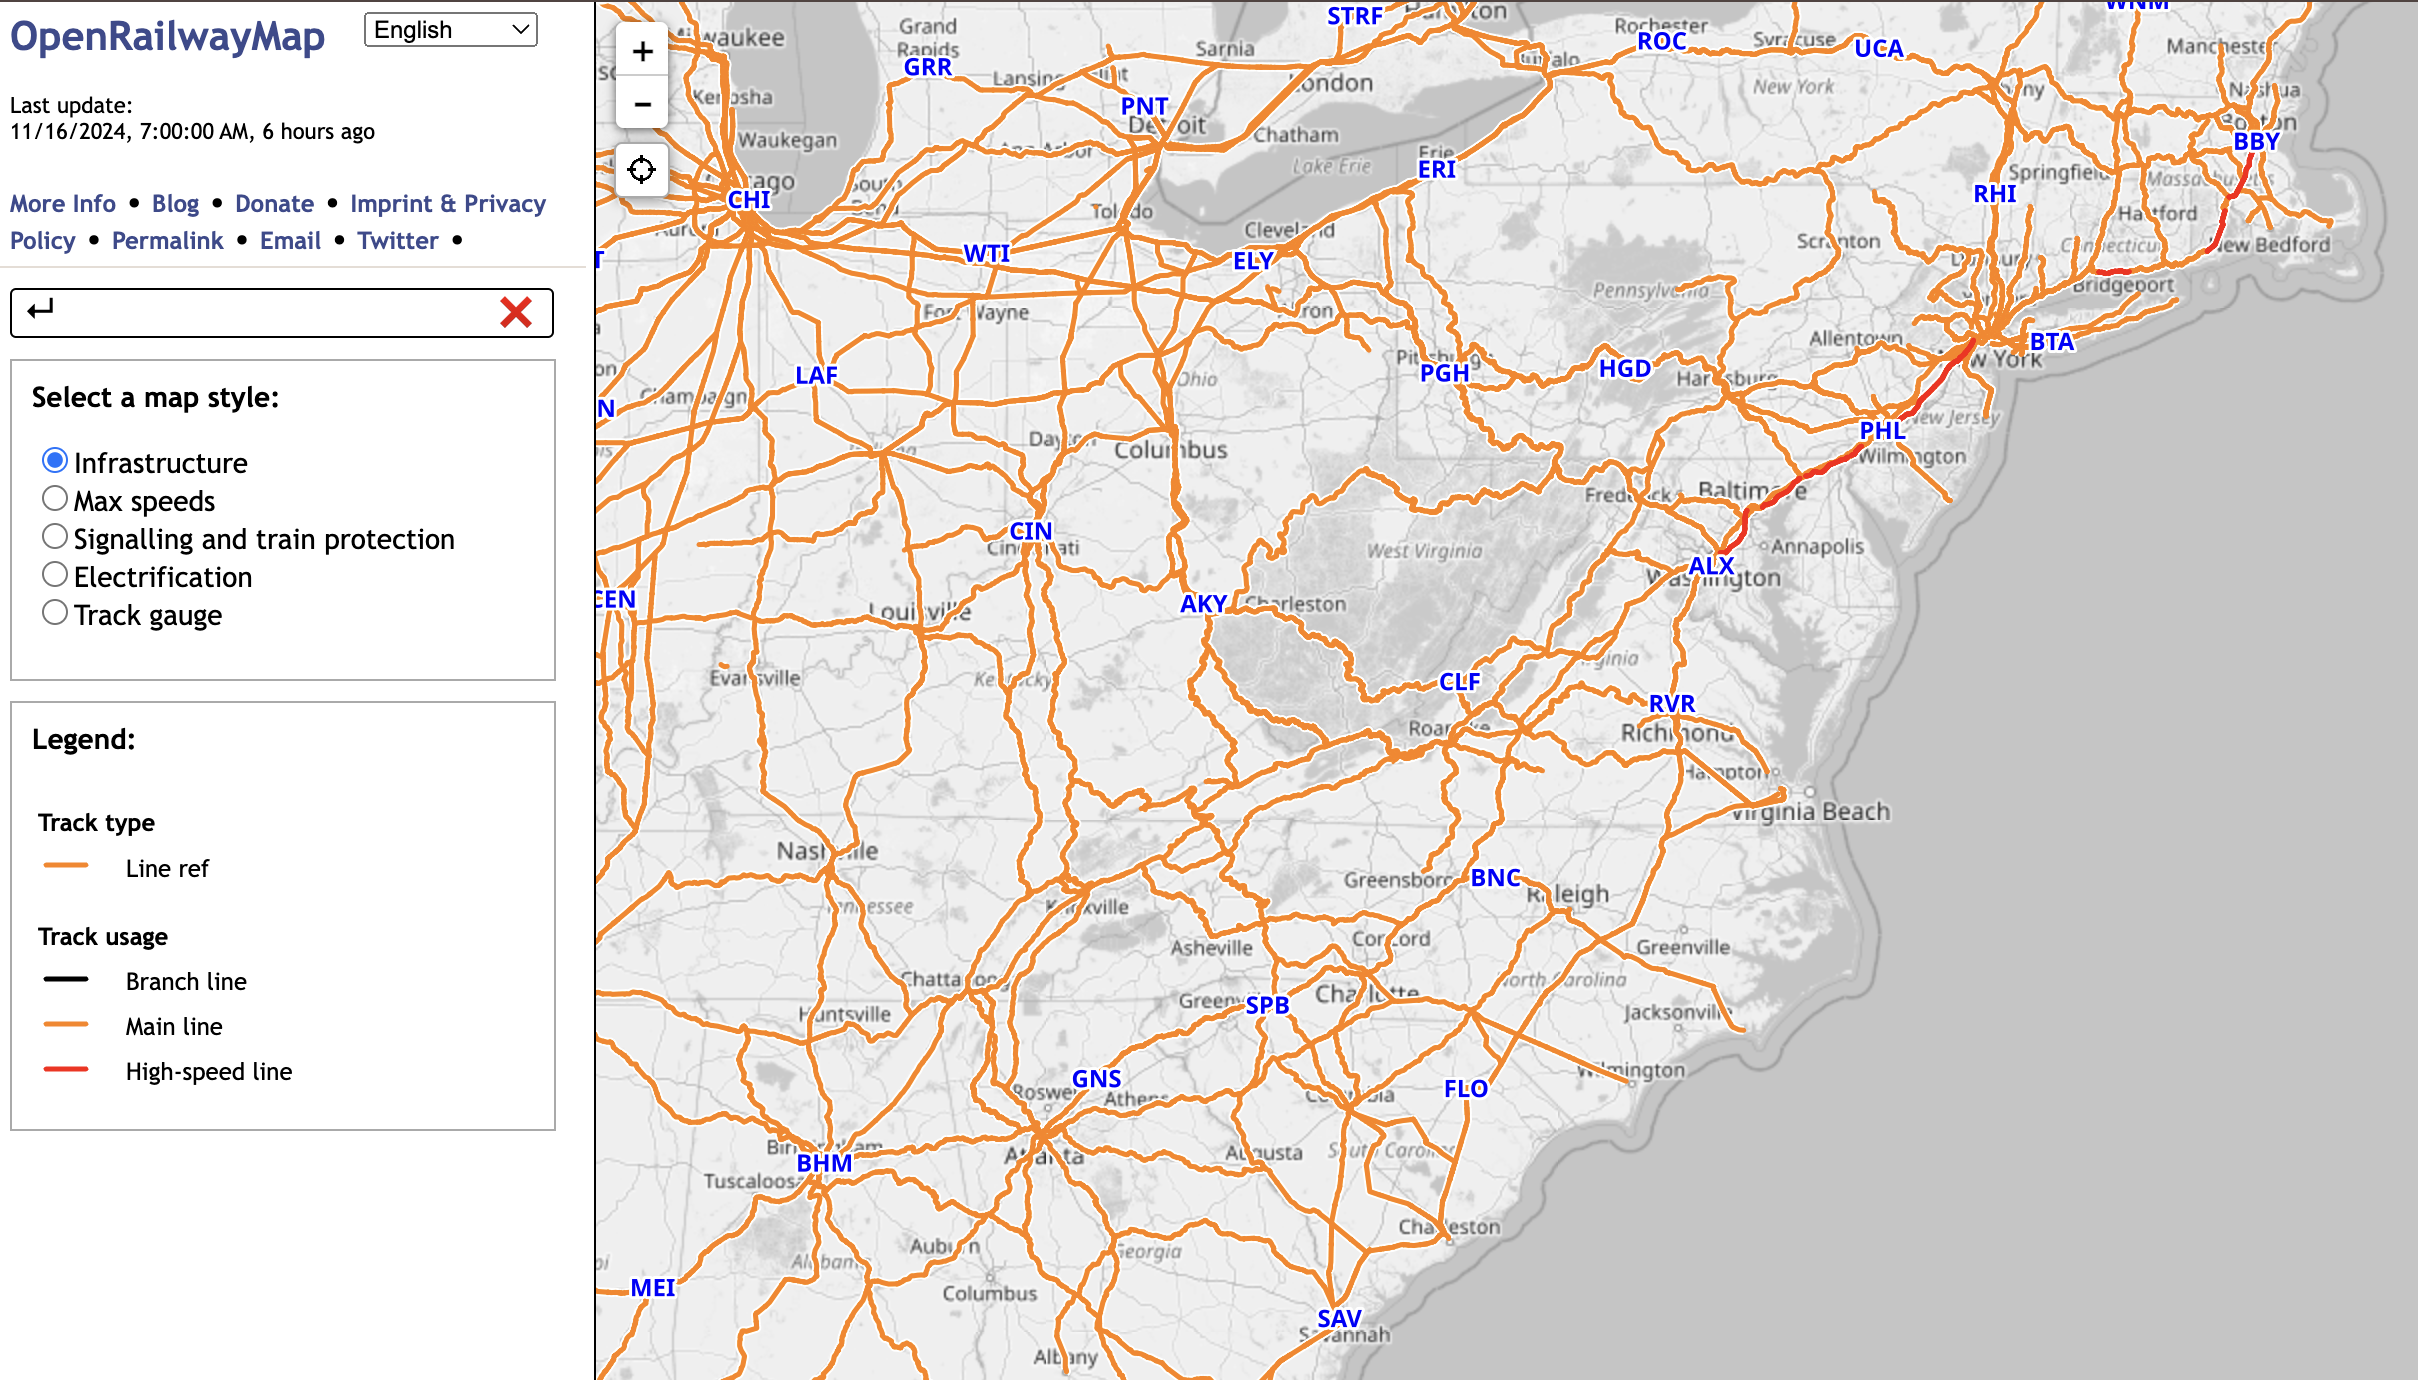 OpenRailwayMap
English
Last update:
11/16/2024, 7:00:00 AM, 6 hours ago
More Info • Blog • Donate • Imprint & Privacy
Policy • Permalink • Email • Twitter •
Select a map style:
Infrastructure
Max speeds
Signalling and train protection
Electrification
Track gauge
Legend:
Track type
Line ref
Track usage
Branch line
Main line
High-speed line
+
−
STRF
WNM
Grand
Rapids
GRR
Sarnia
Rochester
ROC
Syracuse
UCA
Manchester
Kenosha
Lansing
London
New York
Nashua
PNT
Detroit
Chatham
Boston
BBY
Waukegan
Lake Erie
Erie
ERI
Springfield
Massachusetts
CHI
RHI
Toledo
Hartford
Cleveland
Scranton
Connecticut
New Bedford
WTI
ELY
Pennsylvania
Bridgeport
Fort Wayne
Allentown
BTA
New York
LAF
Ohio
Pittsburgh
PGH
HGD
Harrisburg
Champaign
New Jersey
PHL
Wilmington
Dayton
Columbus
Frederick
Baltimore
CIN
Cincinnati
West Virginia
Annapolis
ALX
Washington
CEN
Louisville
AKY
Charleston
Evansville
Kentucky
CLF
Virginia
RVR
Roanoke
Richmond
Hampton
Virginia Beach
Nashville
Greensboro
BNC
Raleigh
Tennessee
Knoxville
Asheville
Concord
Greenville
Chattanooga
North Carolina
Greenville
SPB
Charlotte
Huntsville
Jacksonville
GNS
Roswell
Athens
Columbia
FLO
Wilmington
Birmingham
BHM
Atlanta
Augusta
South Carolina
Tuscaloosa
Charleston
Auburn
Georgia
Alabama
MEI
Columbus
SAV
Savannah
Albany